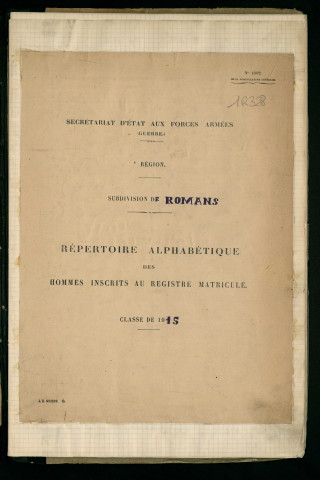 1238
SECRÉTARIAT D'ÉTAT AUX FORCES ARMÉES
(GUERRE)
RÉGION.
SUBDIVISION DE ROMANS
RÉPERTOIRE ALPHABÉTIQUE
DES
HOMMES INSCRITS AU REGISTRE MATRICULE.
CLASSE DE 1915